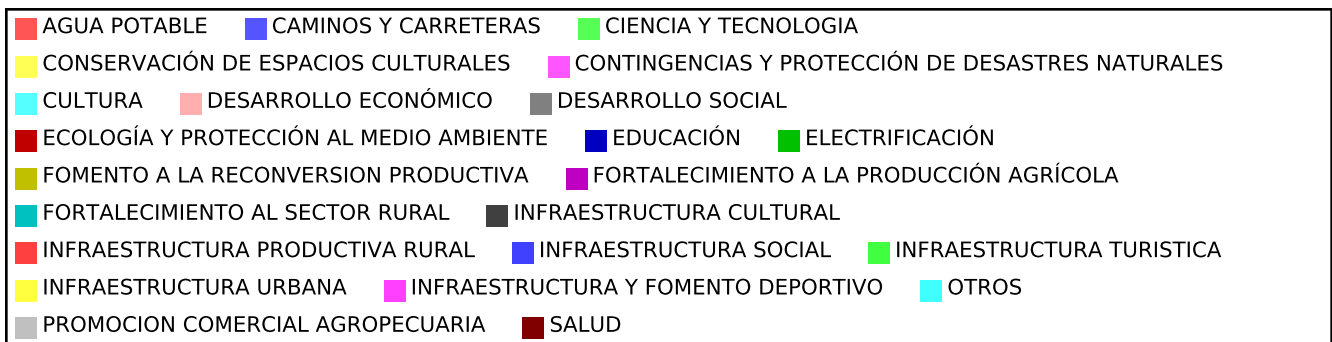 AGUA POTABLE CAMINOS Y CARRETERAS CIENCIA Y TECNOLOGIA
CONSERVACIÓN DE ESPACIOS CULTURALES CONTINGENCIAS Y PROTECCIÓN DE DESASTRES NATURALES
CULTURA DESARROLLO ECONÓMICO DESARROLLO SOCIAL
ECOLOGÍA Y PROTECCIÓN AL MEDIO AMBIENTE EDUCACIÓN ELECTRIFICACIÓN
FOMENTO A LA RECONVERSION PRODUCTIVA FORTALECIMIENTO A LA PRODUCCIÓN AGRÍCOLA
FORTALECIMIENTO AL SECTOR RURAL INFRAESTRUCTURA CULTURAL
INFRAESTRUCTURA PRODUCTIVA RURAL INFRAESTRUCTURA SOCIAL INFRAESTRUCTURA TURISTICA
INFRAESTRUCTURA URBANA INFRAESTRUCTURA Y FOMENTO DEPORTIVO OTROS
PROMOCION COMERCIAL AGROPECUARIA SALUD